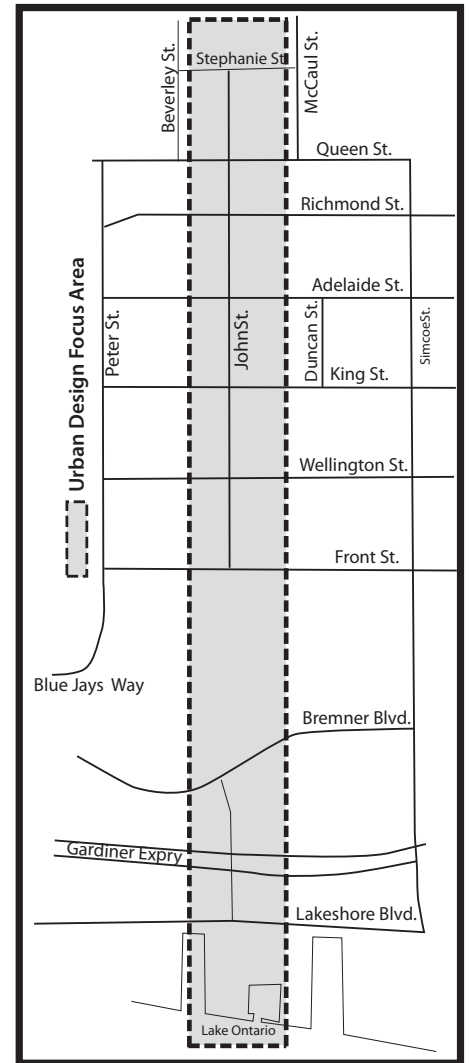 Beverley St.
Stephanie St
McCaul St.
Queen St.
Richmond St.
Urban Design Focus Area
Adelaide St.
Peter St.
JohnSt.
Duncan St.
SimcoeSt.
King St.
Wellington St.
Front St.
Blue Jays Way
Bremner Blvd.
Gardiner Expry
Lakeshore Blvd.
Lake Ontario